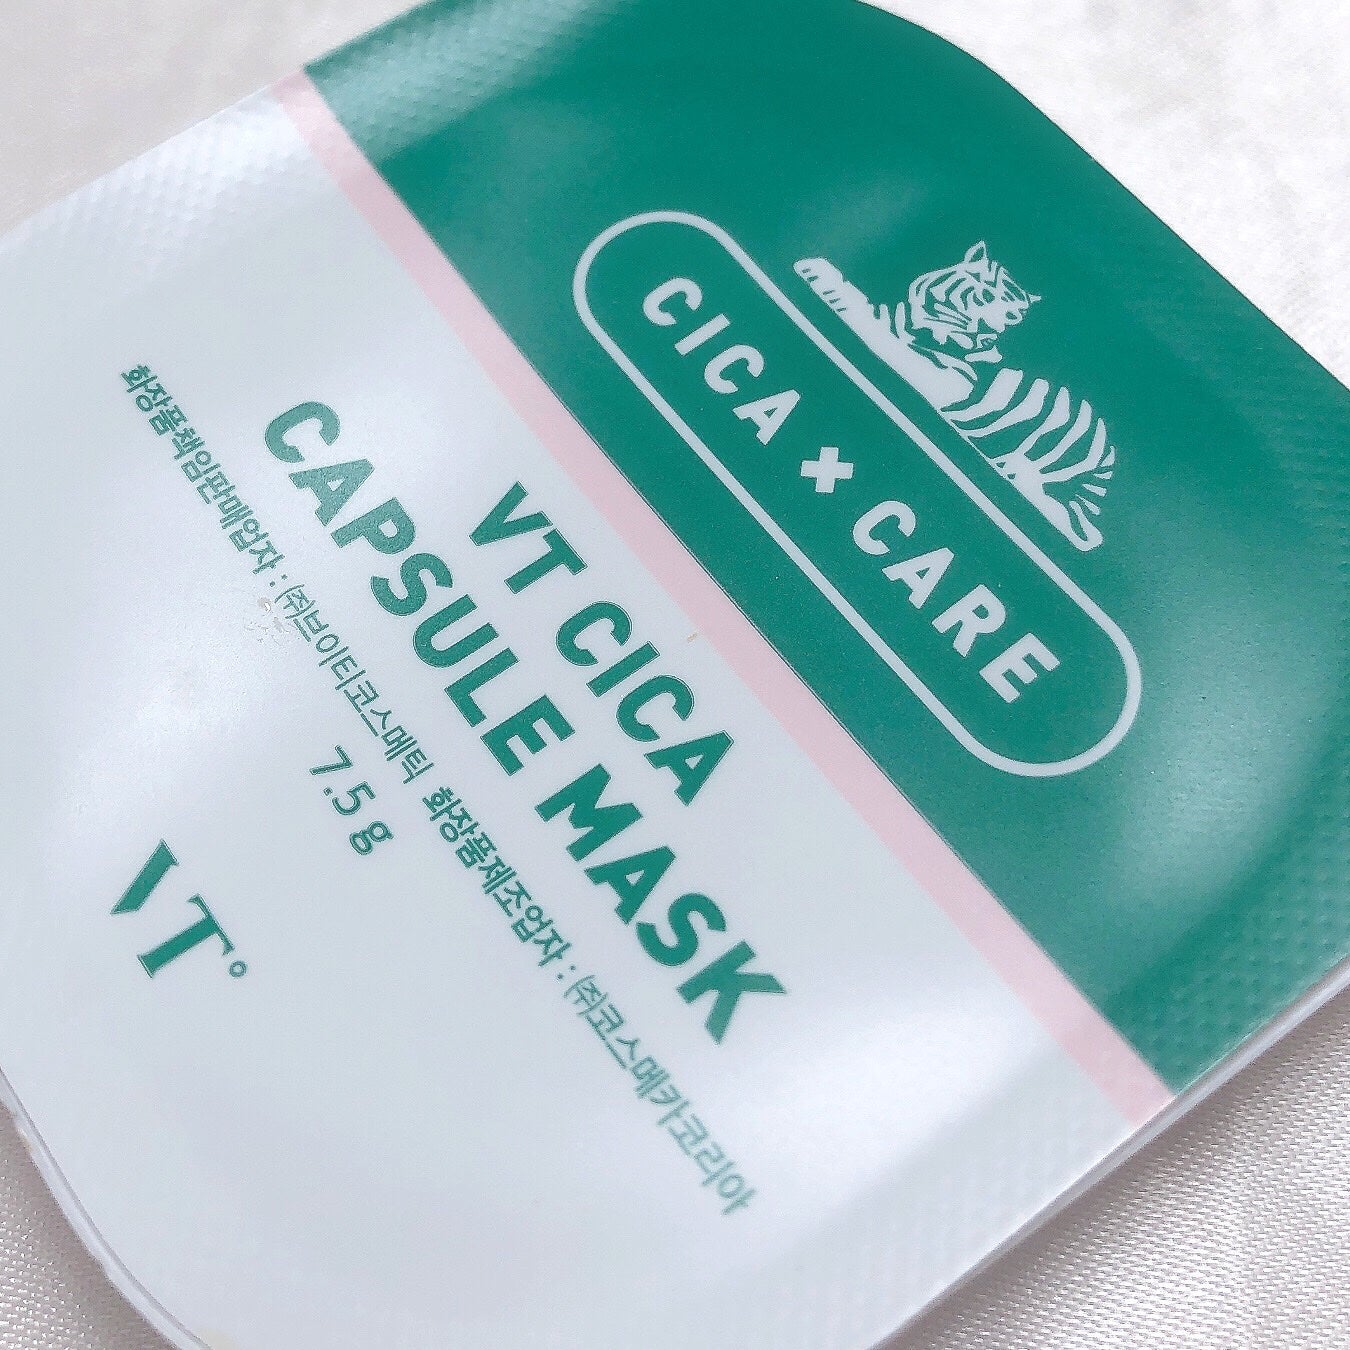 CICA × CARE
VT CICA
CAPSULE MASK
화장품책임판매업자 : ㈜브이티코스메틱 화장품제조업자 : ㈜코스메카코리아
7.5 g
VT